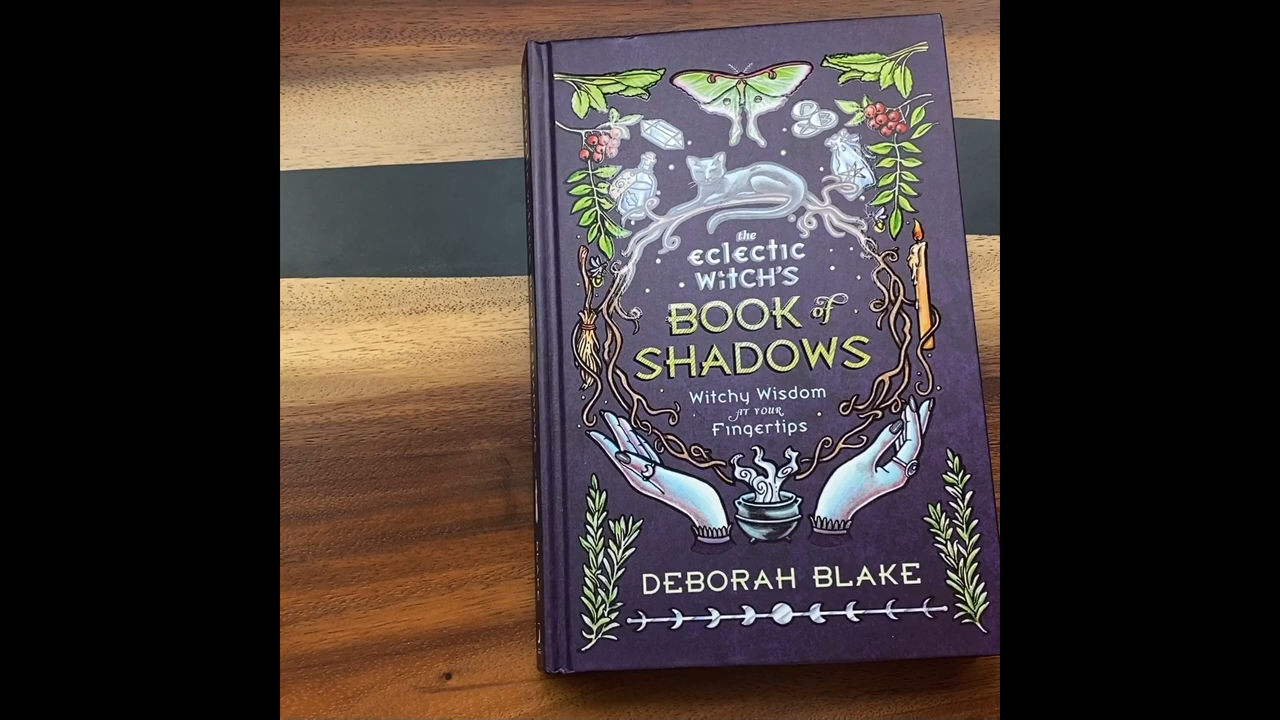 the
eclectic
Witch's
BOOK of
SHADOWS
Witchy Wisdom
AT YOUR
Fingertips
DEBORAH BLAKE